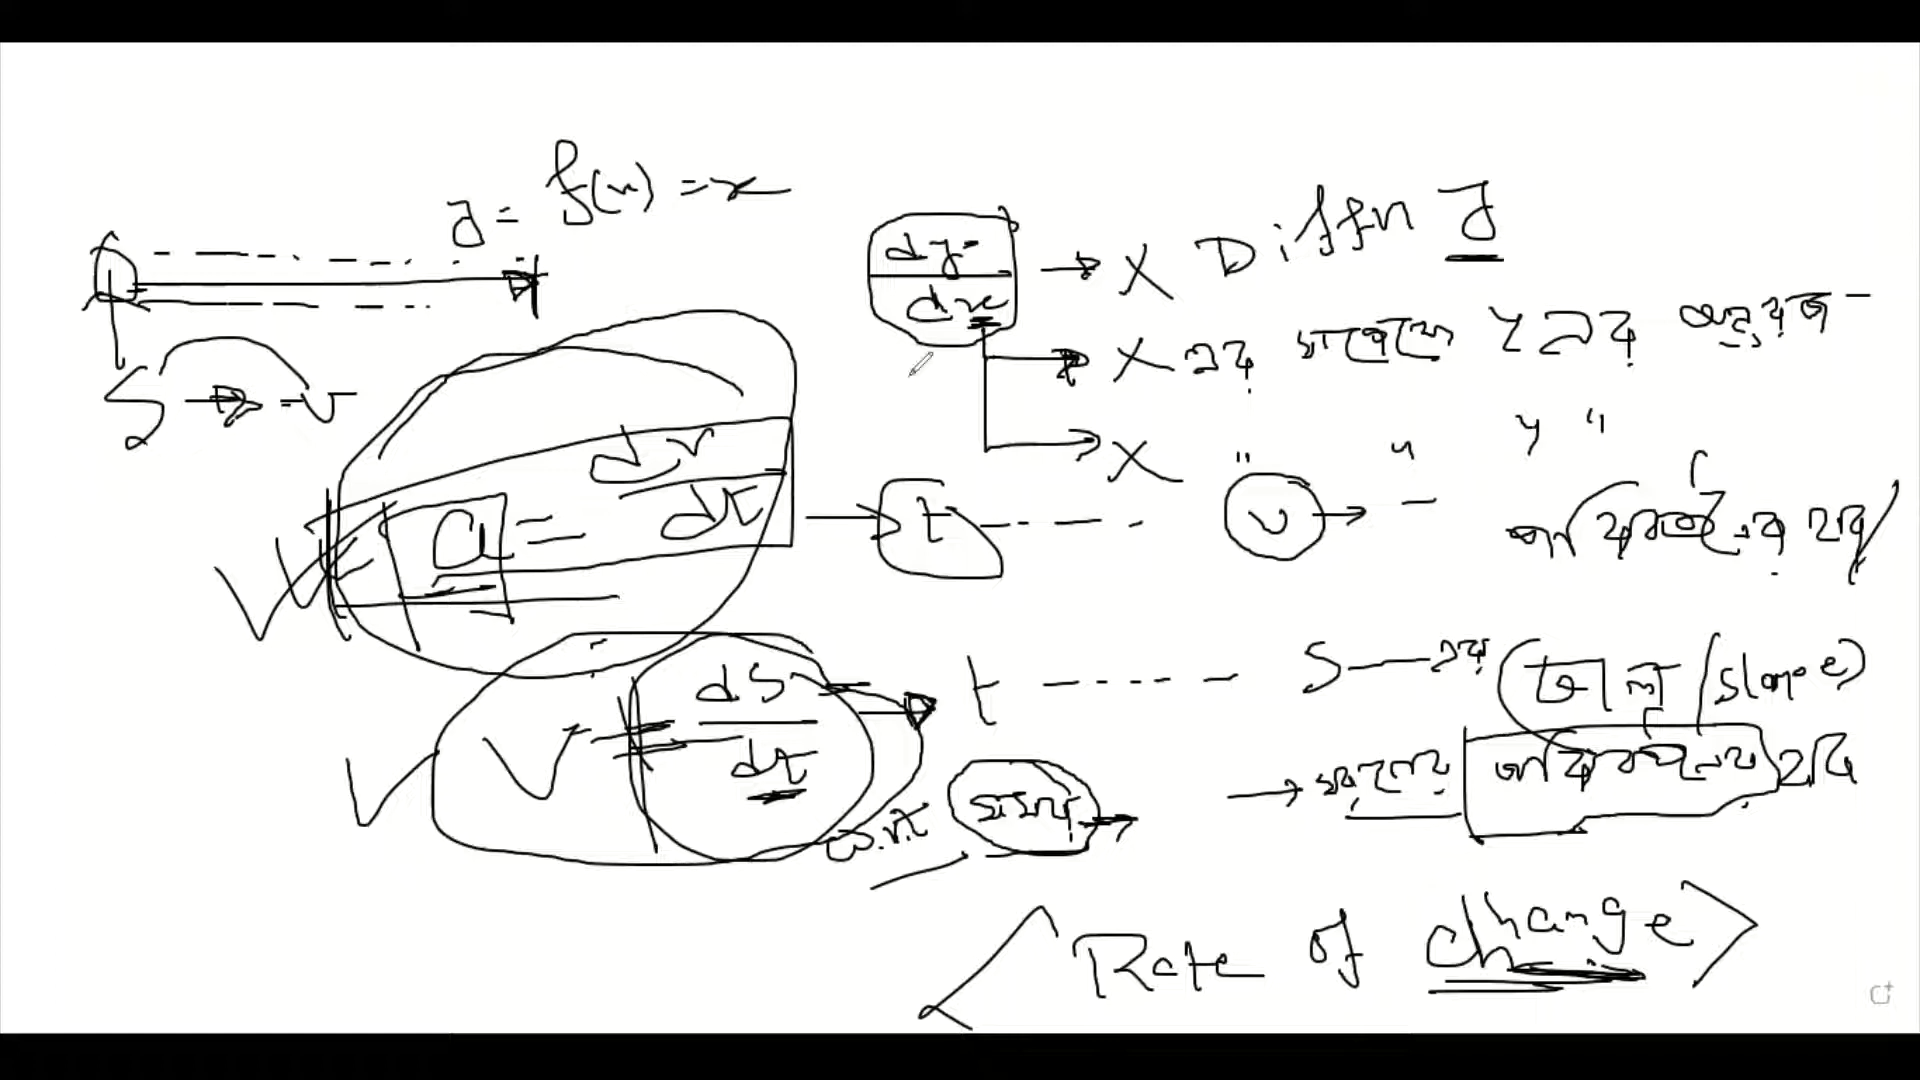 y = f(x) = x
dy/dx → X Diffn y
X এর সাপেক্ষে Y এর অনুপাত
X " " y "
S → v
a = dv/dt → t - - - - v → - পরিবর্তনের হার
v = ds/dt → t - - - - - - S — এর ঢাল / slope)
w.r.t সময় → সরনের পরিবর্তনের হার
Rate of change